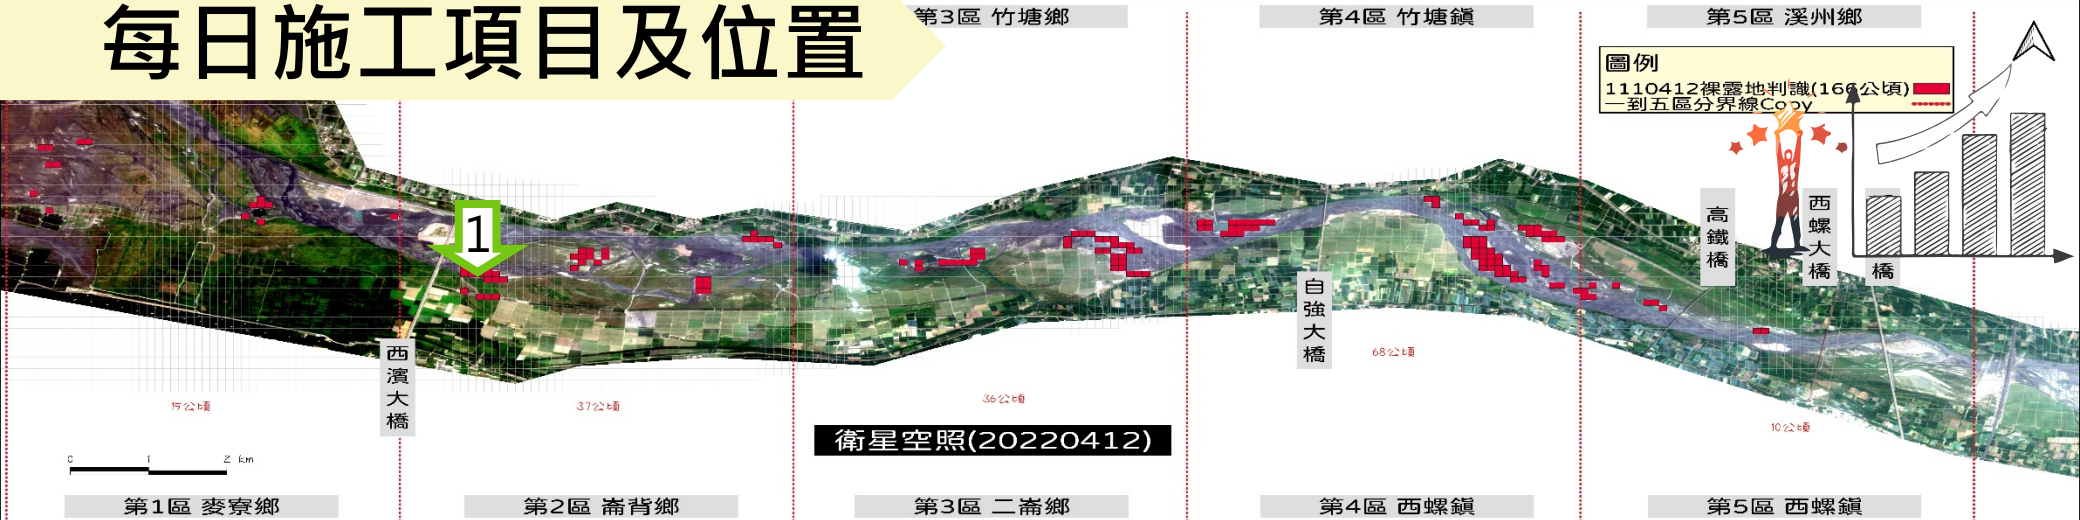 每日施工項目及位置
第3區 竹塘鄉
第4區 竹塘鎮
第5區 溪州鄉
圖例
1110412裸露地判識(166公頃)
一到五區分界線Copy
1
高鐵橋
西螺大橋
橋
自強大橋
西濱大橋
15公頃
37公頃
36公頃
68公頃
10公頃
衛星空照(20220412)
0 1 2 km
第1區 麥寮鄉
第2區 崙背鄉
第3區 二崙鄉
第4區 西螺鎮
第5區 西螺鎮